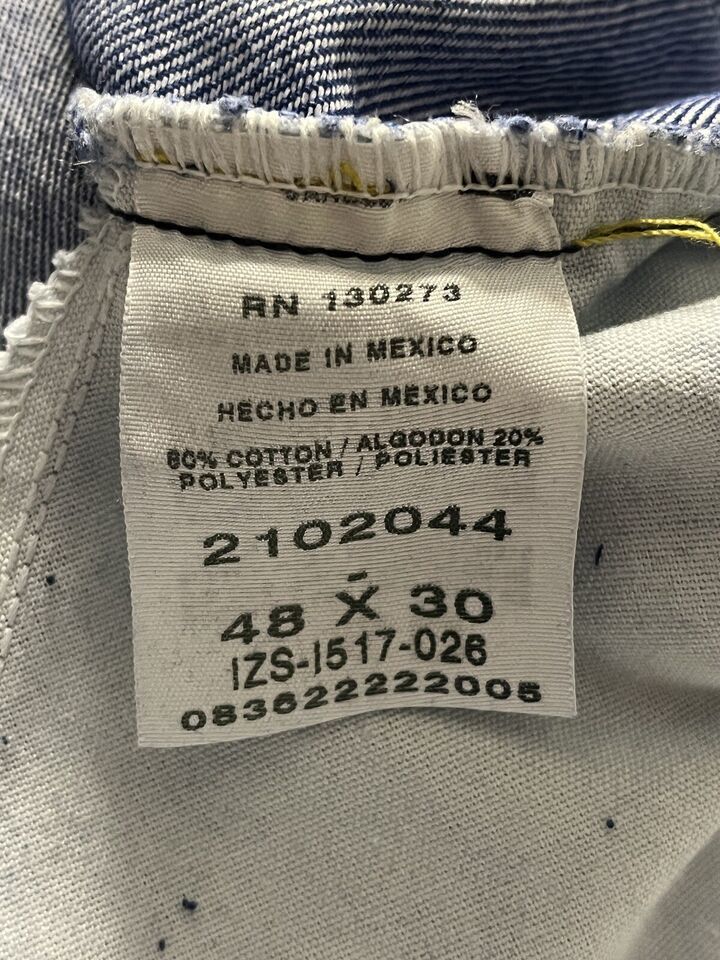 RN 130273
MADE IN MEXICO
HECHO EN MEXICO
80% COTTON / ALGODON 20%
POLYESTER / POLIESTER
2102044
48 X 30
IZS-I517-026
083622222005